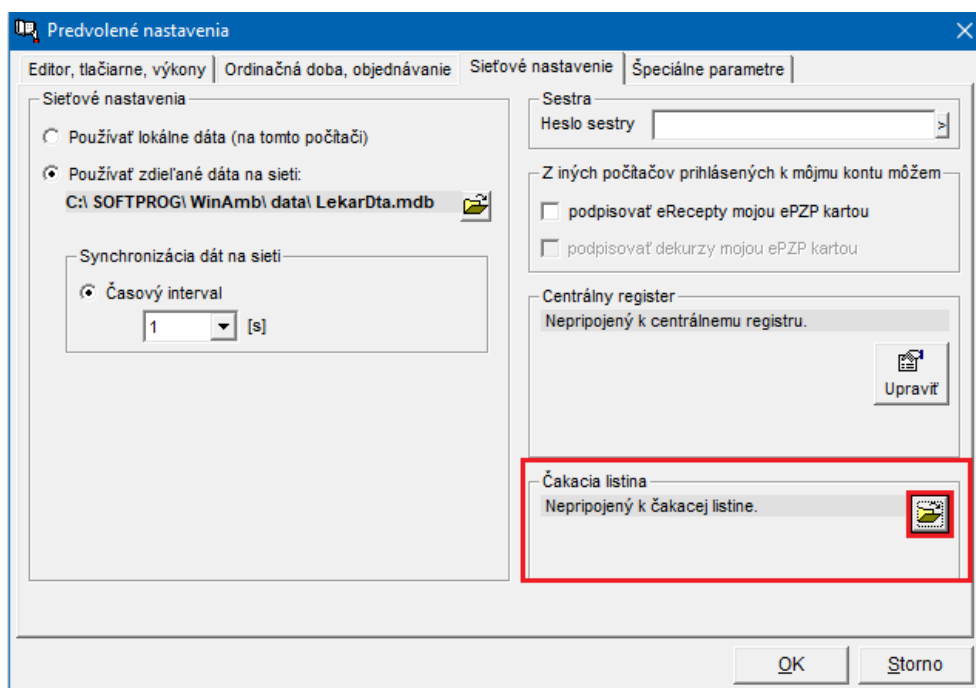 Predvolené nastavenia
Editor, tlačiarne, výkony
Ordinačná doba, objednávanie
Sieťové nastavenie
Špeciálne parametre
Sieťové nastavenia
Používať lokálne dáta (na tomto počítači)
Používať zdieľané dáta na sieti:
C:\ SOFTPROG\ WinAmb\ data\ LekarDta.mdb
Synchronizácia dát na sieti
Časový interval
1 [s]
Sestra
Heslo sestry
>
Z iných počítačov prihlásených k môjmu kontu môžem
podpisovať eRecepty mojou ePZP kartou
podpisovať dekurzy mojou ePZP kartou
Centrálny register
Nepripojený k centrálnemu registru.
Upraviť
Čakacia listina
Nepripojený k čakacej listine.
OK
Storno